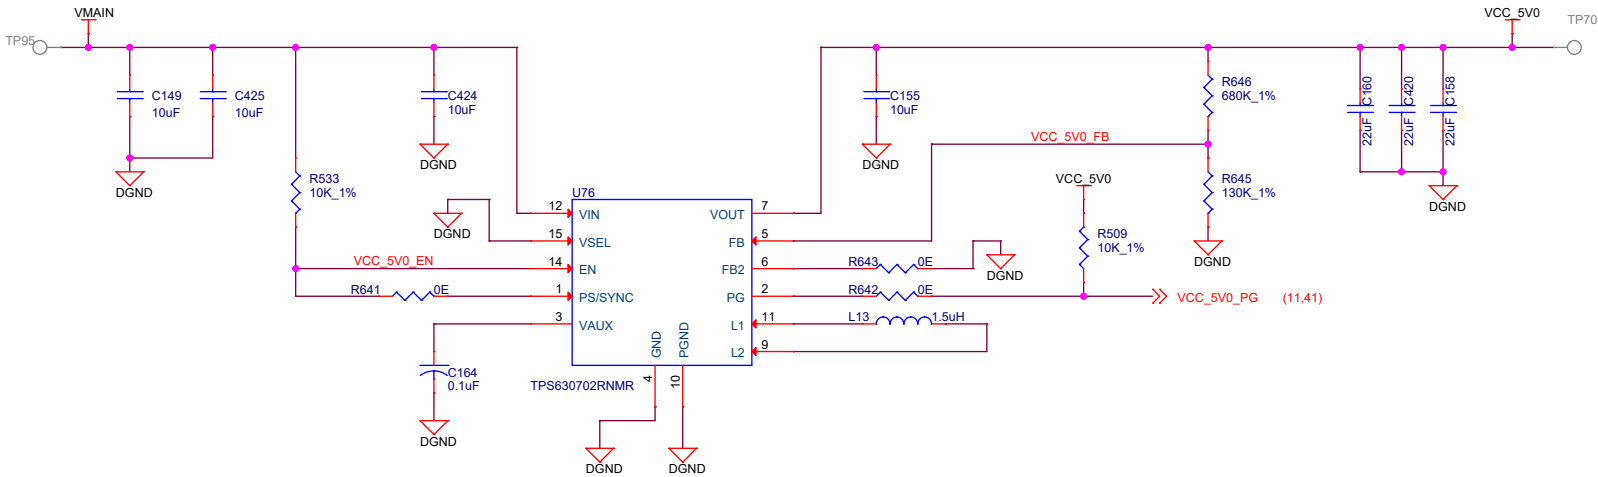 VMAIN
VCC_5V0
TP95
TP70
C149
10uF
C425
10uF
C424
10uF
C155
10uF
R646
680K_1%
C160
22uF
C420
22uF
C158
22uF
VCC_5V0_FB
DGND
DGND
DGND
R533
10K_1%
R645
130K_1%
VCC_5V0
DGND
U76
12
VIN
VOUT
7
DGND
15
VSEL
FB
5
R509
10K_1%
DGND
VCC_5V0_EN
14
EN
FB2
6
R643
0E
DGND
R641
0E
1
PS/SYNC
PG
2
R642
0E
VCC_5V0_PG
(11,41)
3
VAUX
L1
11
L13
1.5uH
GND
PGND
L2
9
C164
0.1uF
TPS630702RNMR
4
10
DGND
DGND
DGND